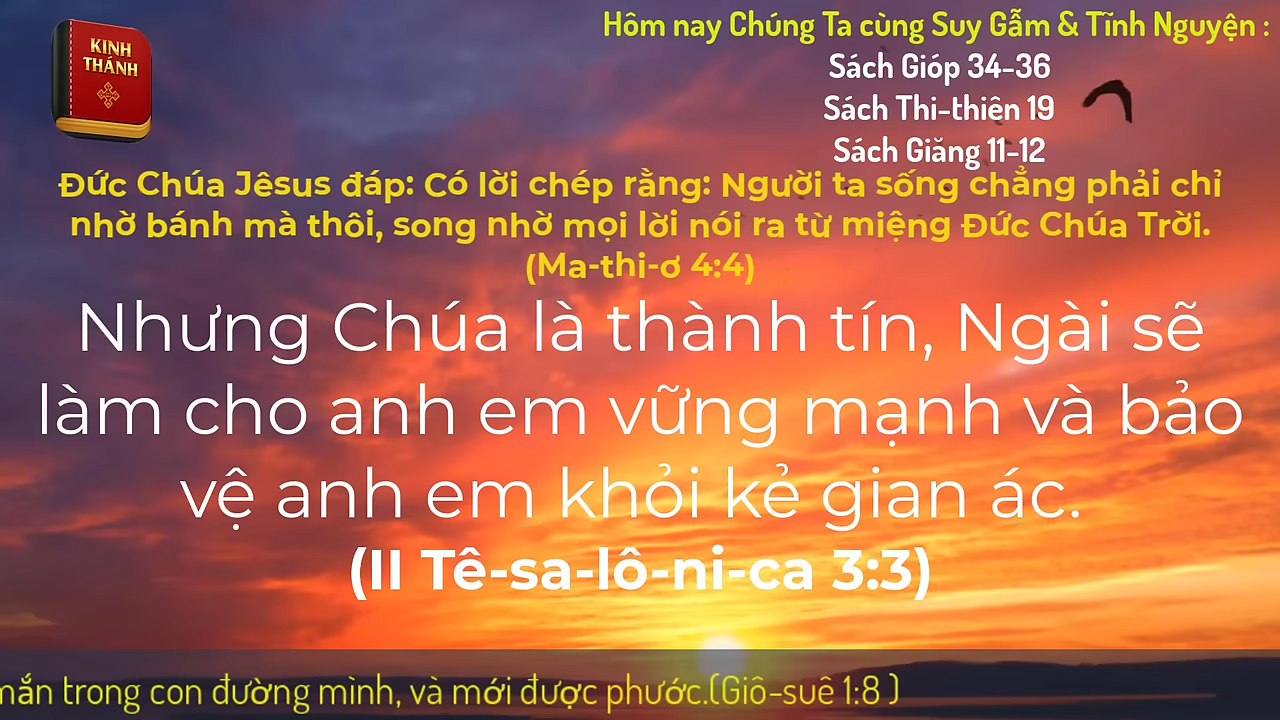 KINH
THÁNH
Hôm nay Chúng Ta cùng Suy Gẫm & Tĩnh Nguyện :
Sách Gióp 34-36
Sách Thi-thiên 19
Sách Giăng 11-12
Đức Chúa Jêsus đáp: Có lời chép rằng: Người ta sống chẳng phải chỉ
nhờ bánh mà thôi, song nhờ mọi lời nói ra từ miệng Đức Chúa Trời.
(Ma-thi-ơ 4:4)
Nhưng Chúa là thành tín, Ngài sẽ
làm cho anh em vững mạnh và bảo
vệ anh em khỏi kẻ gian ác.
(II Tê-sa-lô-ni-ca 3:3)
mắn trong con đường mình, và mới được phước.(Giô-suê 1:8 )